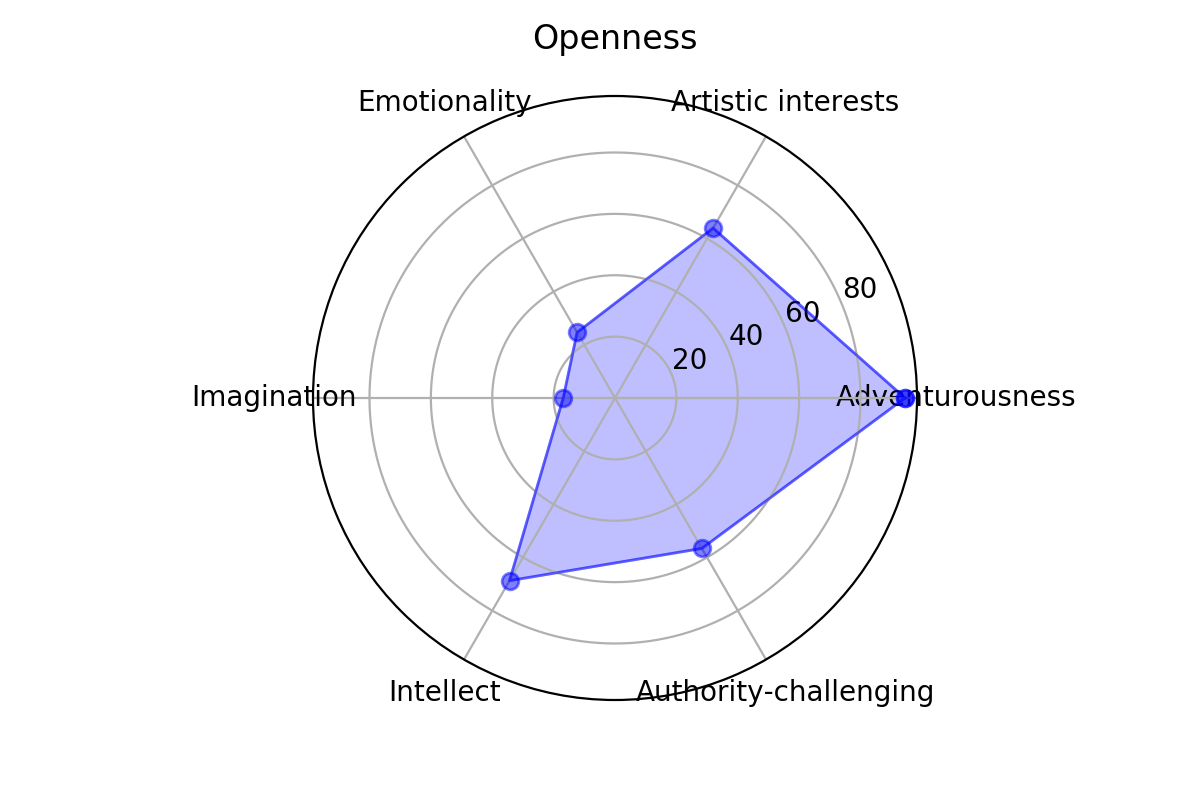 Openness
Emotionality
Artistic interests
80
60
40
20
Imagination
Adventurousness
Intellect
Authority-challenging